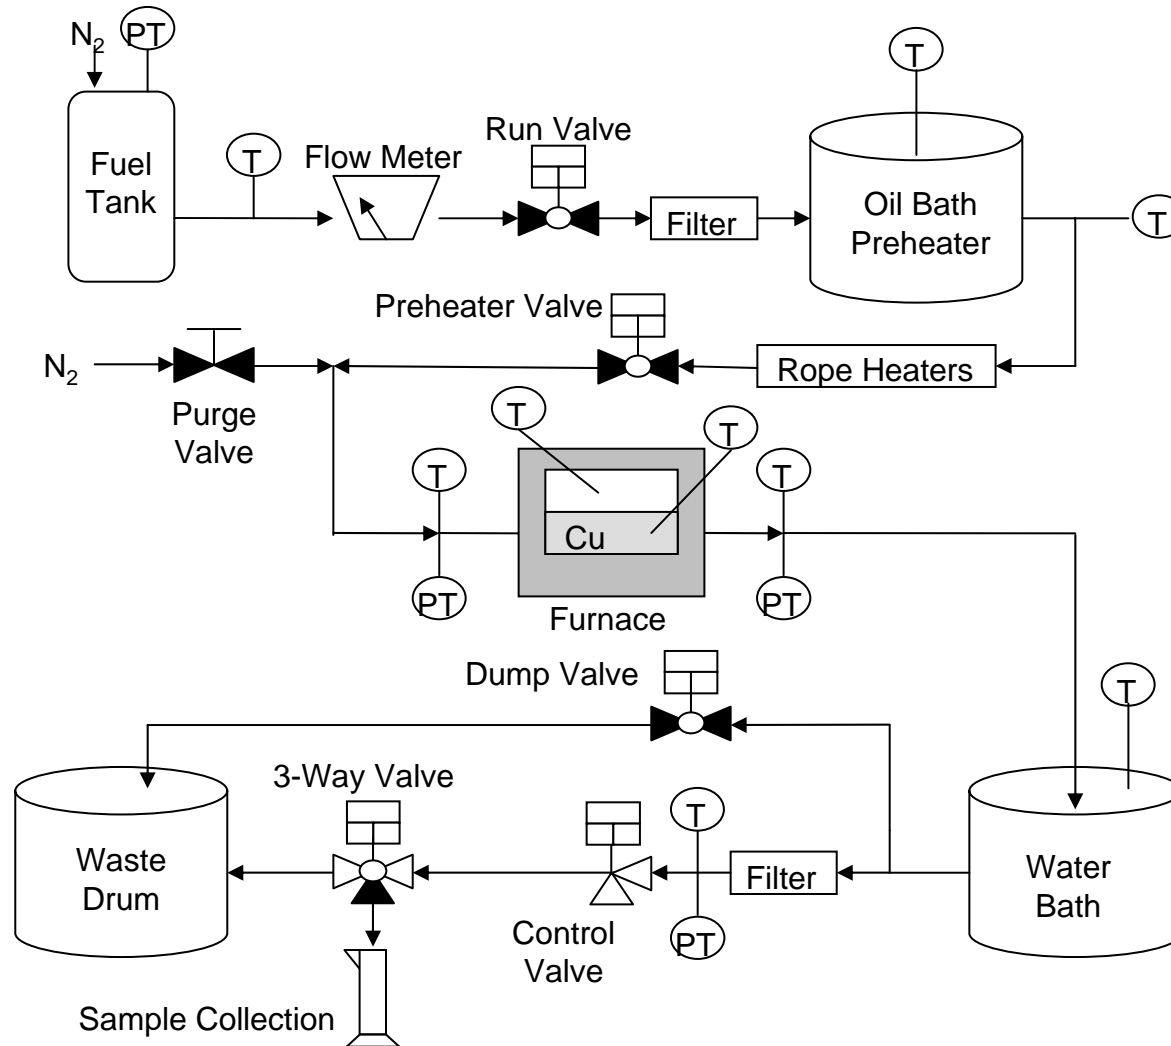 N₂
PT
T
Run Valve
Flow Meter
T
Fuel
Tank
Filter
Oil Bath
Preheater
T
Preheater Valve
N₂
Rope Heaters
Purge
Valve
T
T
T
T
Cu
PT
PT
Furnace
Dump Valve
T
3-Way Valve
T
Waste
Drum
Filter
Water
Bath
Control
Valve
PT
Sample Collection